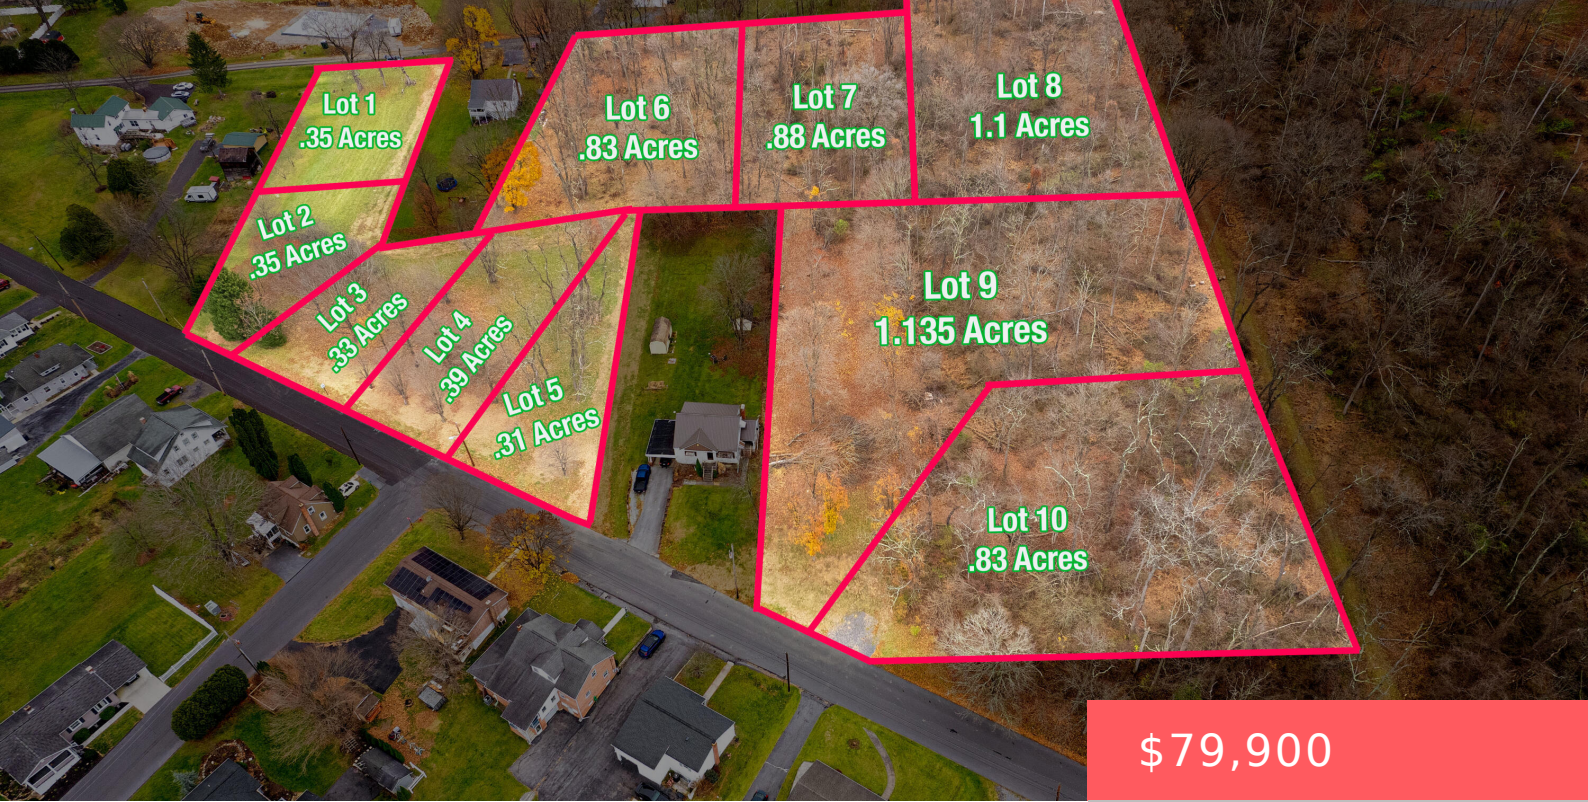 Lot 1
.35 Acres
Lot 2
.35 Acres
Lot 3
.33 Acres
Lot 4
.39 Acres
Lot 5
.31 Acres
Lot 6
.83 Acres
Lot 7
.88 Acres
Lot 8
1.1 Acres
Lot 9
1.135 Acres
Lot 10
.83 Acres
$79,900